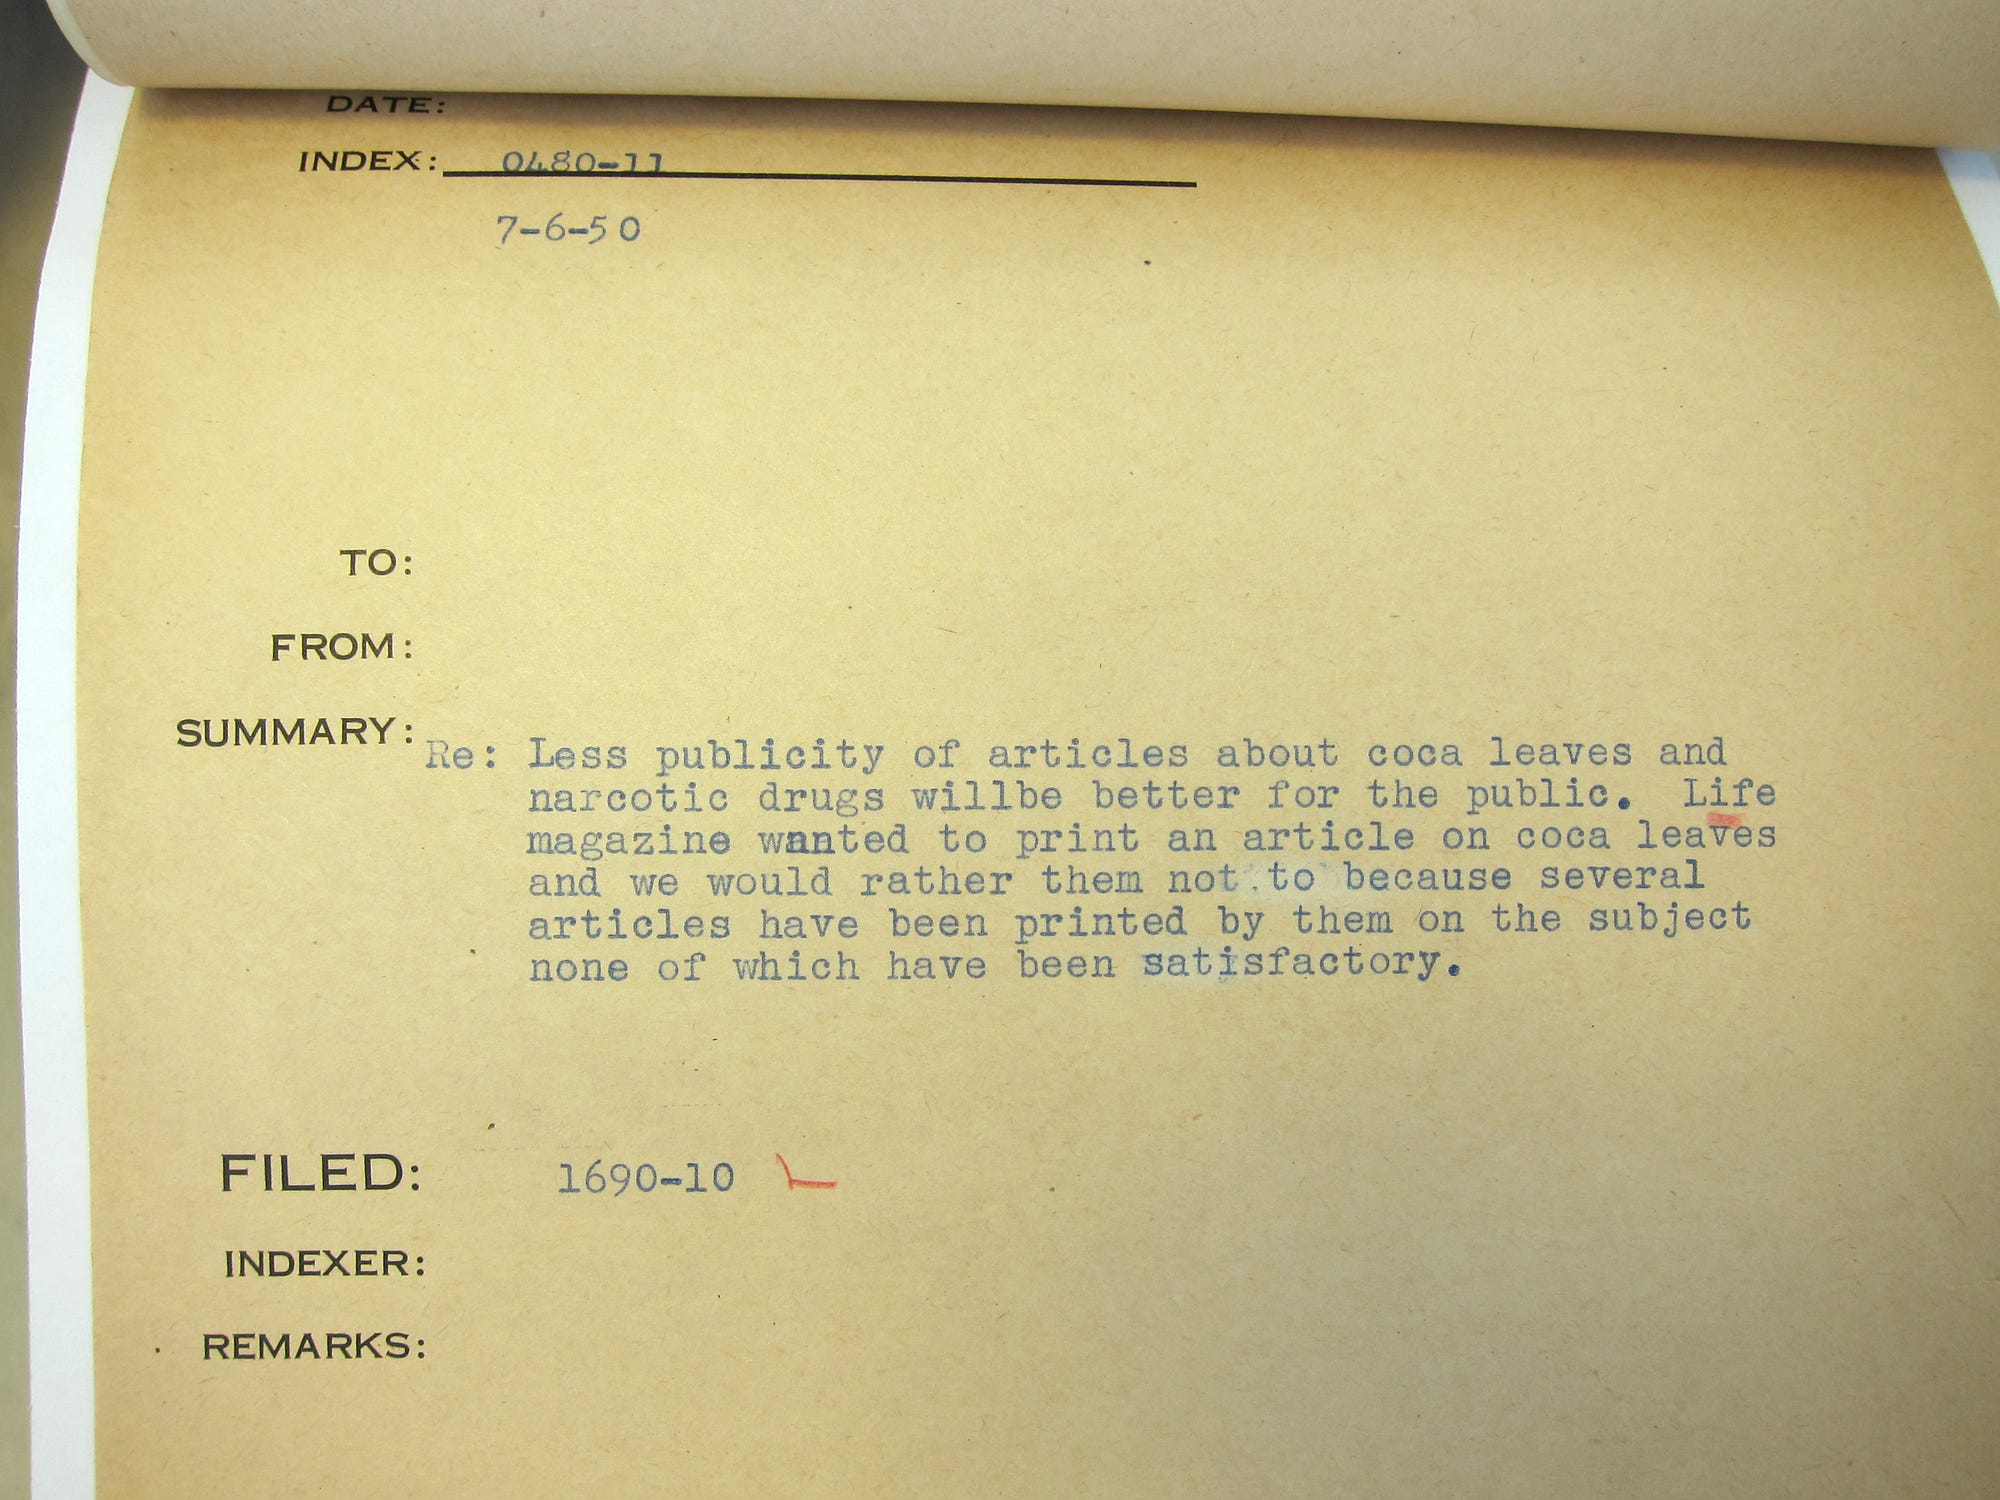 DATE:
INDEX: 0480-11
7-6-50
TO:
FROM:
SUMMARY:
Re: Less publicity of articles about coca leaves and
narcotic drugs willbe better for the public. Life
magazine wanted to print an article on coca leaves
and we would rather them not to because several
articles have been printed by them on the subject
none of which have been satisfactory.
FILED: 1690-10
INDEXER:
REMARKS: